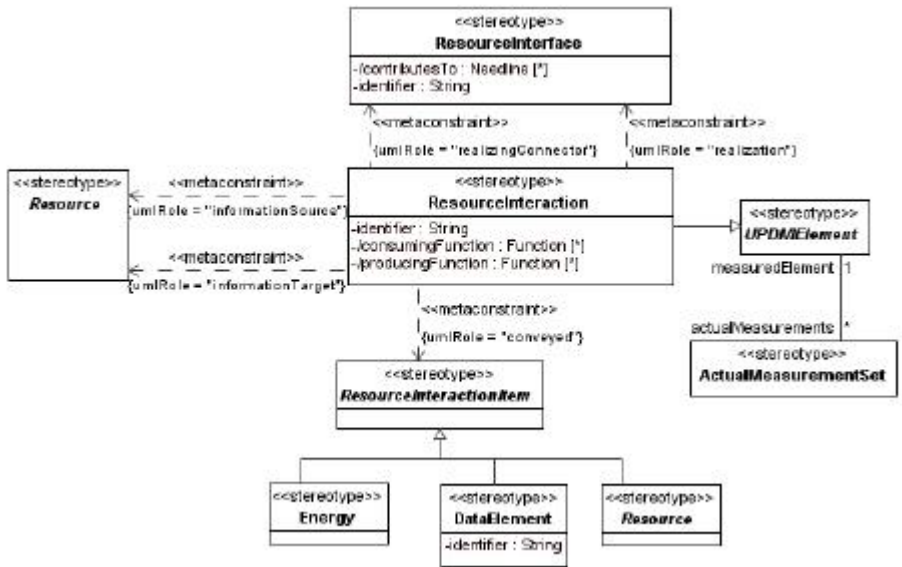 <<stereotype>>
ResourceInterface
-/contributesTo : Needline [*]
-identifier : String
<<metaconstraint>>
<<metaconstraint>>
{umlRole = "realizingConnector"}
{umlRole = "realization"}
<<stereotype>>
Resource
<<metaconstraint>>
{umlRole = "informationSource"}
<<metaconstraint>>
{umlRole = "informationTarget"}
<<stereotype>>
ResourceInteraction
-identifier : String
-/consumingFunction : Function [*]
-/producingFunction : Function [*]
<<stereotype>>
UPDMElement
measuredElement 1
actualMeasurements *
<<stereotype>>
ActualMeasurementSet
<<metaconstraint>>
{umlRole = "conveyed"}
<<stereotype>>
ResourceInteractionItem
<<stereotype>>
Energy
<<stereotype>>
DataElement
-identifier : String
<<stereotype>>
Resource